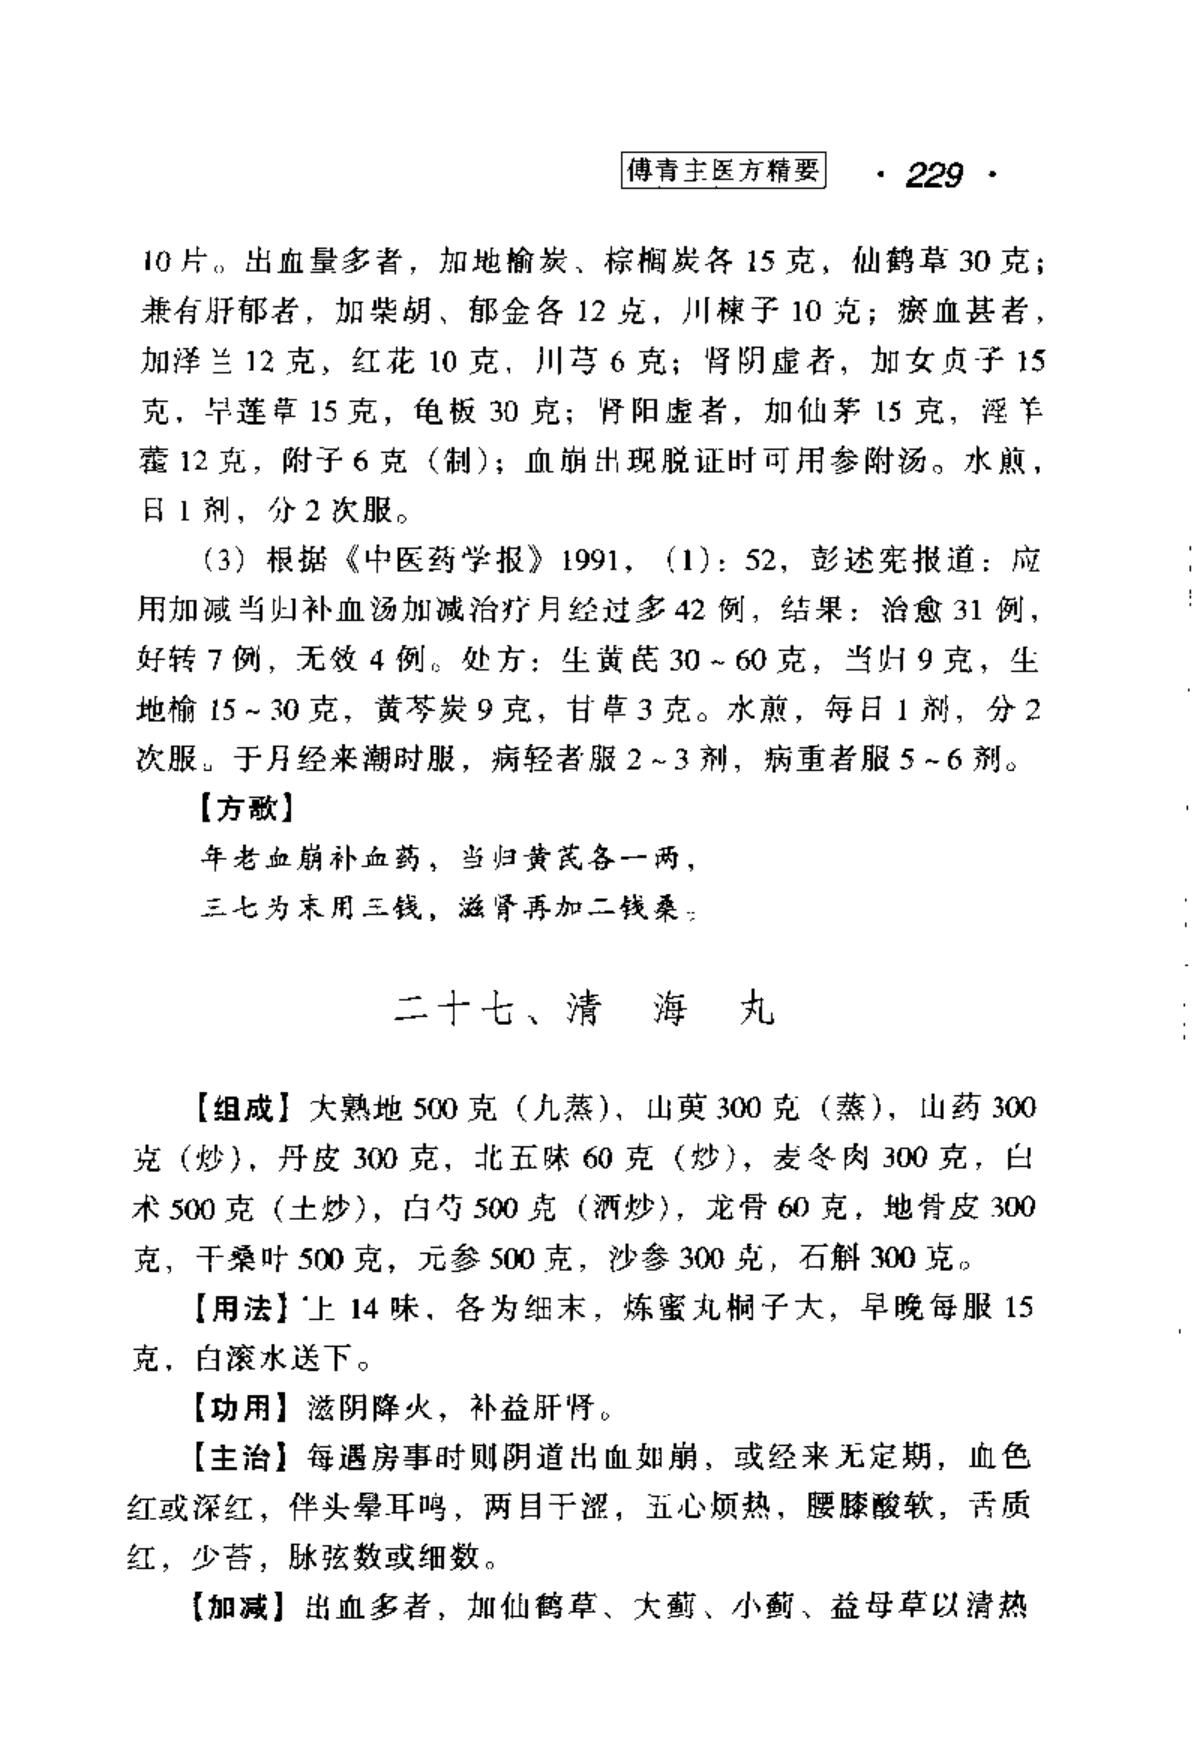 傅青主医方精要 · 229 ·
10片。出血量多者，加地榆炭、棕榈炭各15克，仙鹤草30克；
兼有肝郁者，加柴胡、郁金各12克，川楝子10克；瘀血甚者，
加泽兰12克，红花10克，川芎6克；肾阴虚者，加女贞子15
克，旱莲草15克，龟板30克；肾阳虚者，加仙茅15克，淫羊
藿12克，附子6克（制）；血崩出现脱证时可用参附汤。水煎，
日1剂，分2次服。
（3）根据《中医药学报》1991，（1）：52，彭述宪报道：应
用加减当归补血汤加减治疗月经过多42例，结果：治愈31例，
好转7例，无效4例。处方：生黄芪30～60克，当归9克，生
地榆15～30克，黄芩炭9克，甘草3克。水煎，每日1剂，分2
次服。于月经来潮时服，病轻者服2～3剂，病重者服5～6剂。
【方歌】
年老血崩补血药，当归黄芪各一两，
三七为末用三钱，滋肾再加二钱桑。
二十七、清 海 丸
【组成】大熟地500克（九蒸），山萸300克（蒸），山药300
克（炒），丹皮300克，北五味60克（炒），麦冬肉300克，白
术500克（土炒），白芍500克（酒炒），龙骨60克，地骨皮300
克，干桑叶500克，元参500克，沙参300克，石斛300克。
【用法】上14味，各为细末，炼蜜丸桐子大，早晚每服15
克，白滚水送下。
【功用】滋阴降火，补益肝肾。
【主治】每遇房事时则阴道出血如崩，或经来无定期，血色
红或深红，伴头晕耳鸣，两目干涩，五心烦热，腰膝酸软，舌质
红，少苔，脉弦数或细数。
【加减】出血多者，加仙鹤草、大蓟、小蓟、益母草以清热